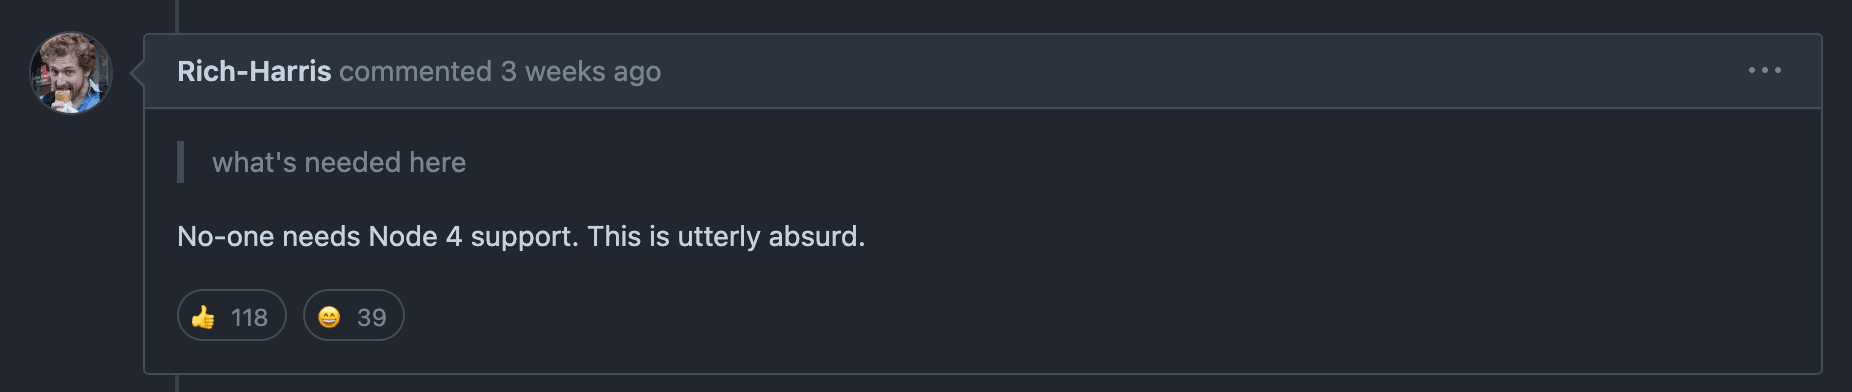 Rich-Harris commented 3 weeks ago
what's needed here
No-one needs Node 4 support. This is utterly absurd.
👍 118 😄 39